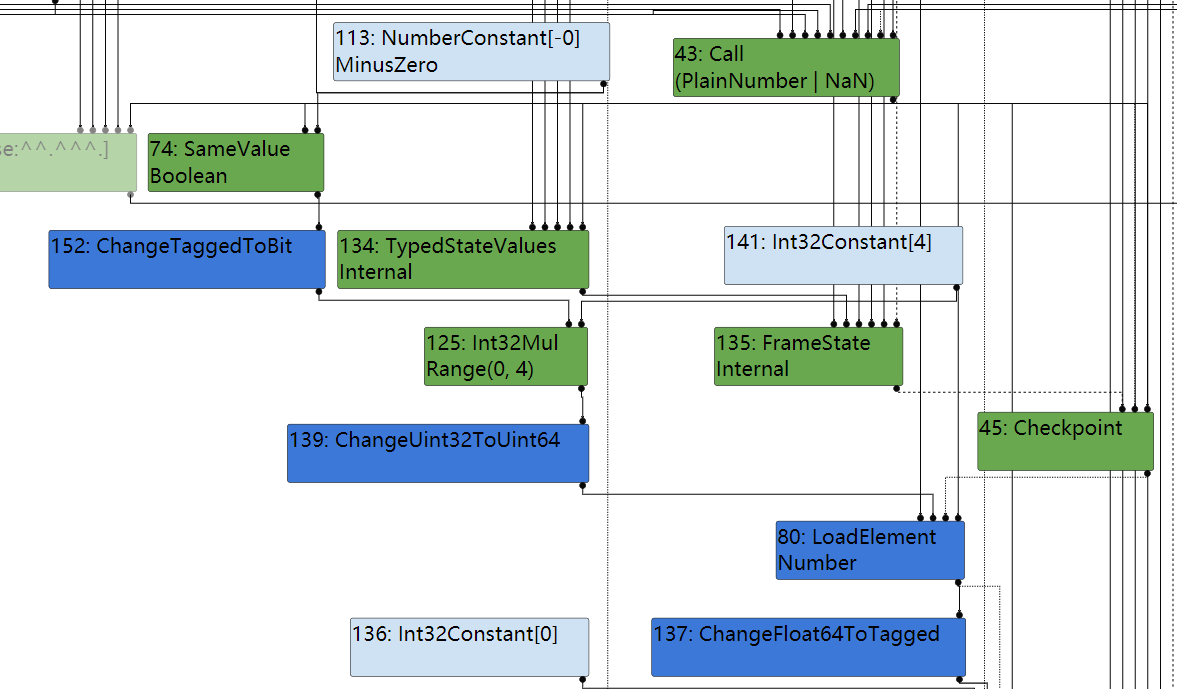 113: NumberConstant[-0]
MinusZero
43: Call
(PlainNumber | NaN)
se:^^.^^^.]
74: SameValue
Boolean
152: ChangeTaggedToBit
134: TypedStateValues
Internal
141: Int32Constant[4]
125: Int32Mul
Range(0, 4)
135: FrameState
Internal
139: ChangeUint32ToUint64
45: Checkpoint
80: LoadElement
Number
136: Int32Constant[0]
137: ChangeFloat64ToTagged